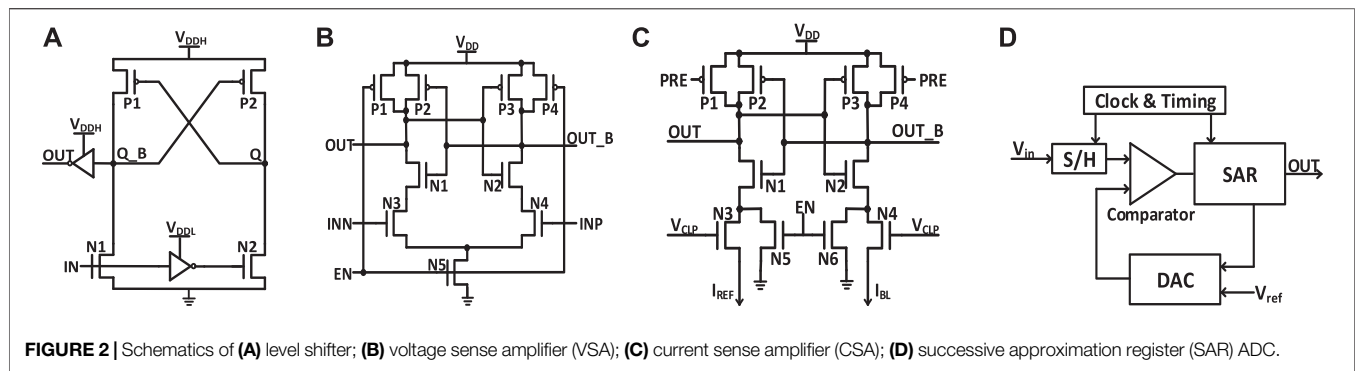 A
V_DDH
P1
P2
V_DDH
OUT
Q_B
Q
V_DDL
N1
N2
IN
B
V_DD
P1
P2
P3
P4
OUT
OUT_B
N1
N2
N3
N4
INN
INP
EN
N5
C
V_DD
PRE
PRE
P1
P2
P3
P4
OUT
OUT_B
N1
N2
N3
EN
N4
V_CLP
V_CLP
N5
N6
I_REF
I_BL
D
Clock & Timing
V_in
S/H
SAR
OUT
Comparator
DAC
V_ref
FIGURE 2 | Schematics of (A) level shifter; (B) voltage sense amplifier (VSA); (C) current sense amplifier (CSA); (D) successive approximation register (SAR) ADC.